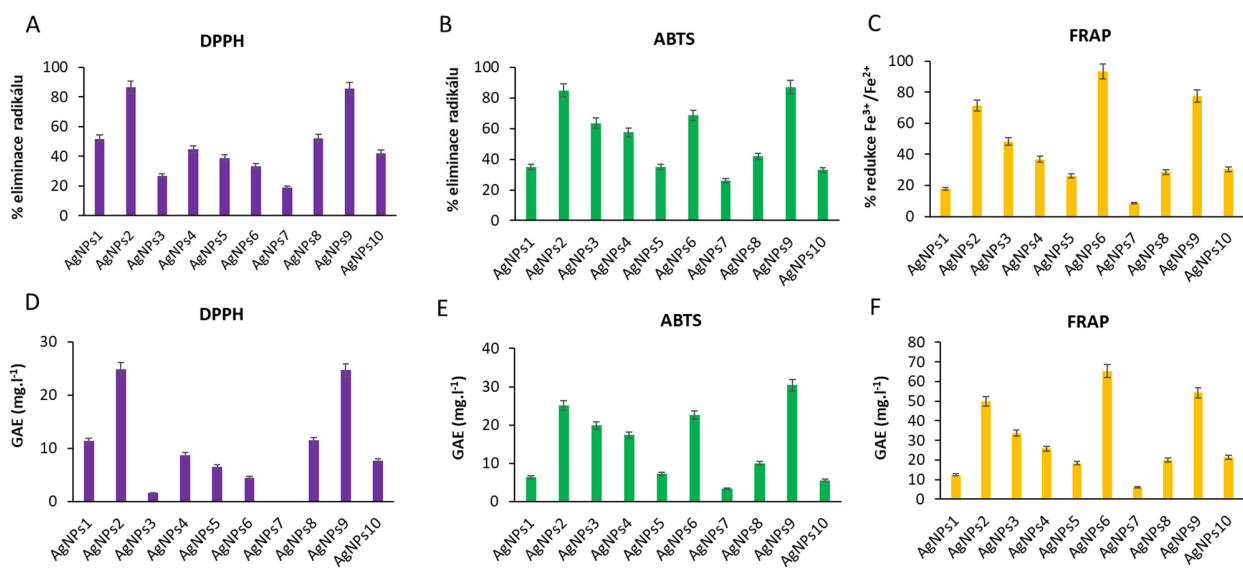 A
DPPH
% eliminace radikálu
100
80
60
40
20
0
AgNPs1
AgNPs2
AgNPs3
AgNPs4
AgNPs5
AgNPs6
AgNPs7
AgNPs8
AgNPs9
AgNPs10
B
ABTS
% eliminace radikálu
100
80
60
40
20
0
AgNPs1
AgNPs2
AgNPs3
AgNPs4
AgNPs5
AgNPs6
AgNPs7
AgNPs8
AgNPs9
AgNPs10
C
FRAP
% redukce Fe³⁺/Fe²⁺
100
80
60
40
20
0
AgNPs1
AgNPs2
AgNPs3
AgNPs4
AgNPs5
AgNPs6
AgNPs7
AgNPs8
AgNPs9
AgNPs10
D
DPPH
GAE (mg.l⁻¹)
30
20
10
0
AgNPs1
AgNPs2
AgNPs3
AgNPs4
AgNPs5
AgNPs6
AgNPs7
AgNPs8
AgNPs9
AgNPs10
E
ABTS
GAE (mg.l⁻¹)
40
30
20
10
0
AgNPs1
AgNPs2
AgNPs3
AgNPs4
AgNPs5
AgNPs6
AgNPs7
AgNPs8
AgNPs9
AgNPs10
F
FRAP
GAE (mg.l⁻¹)
80
70
60
50
40
30
20
10
0
AgNPs1
AgNPs2
AgNPs3
AgNPs4
AgNPs5
AgNPs6
AgNPs7
AgNPs8
AgNPs9
AgNPs10